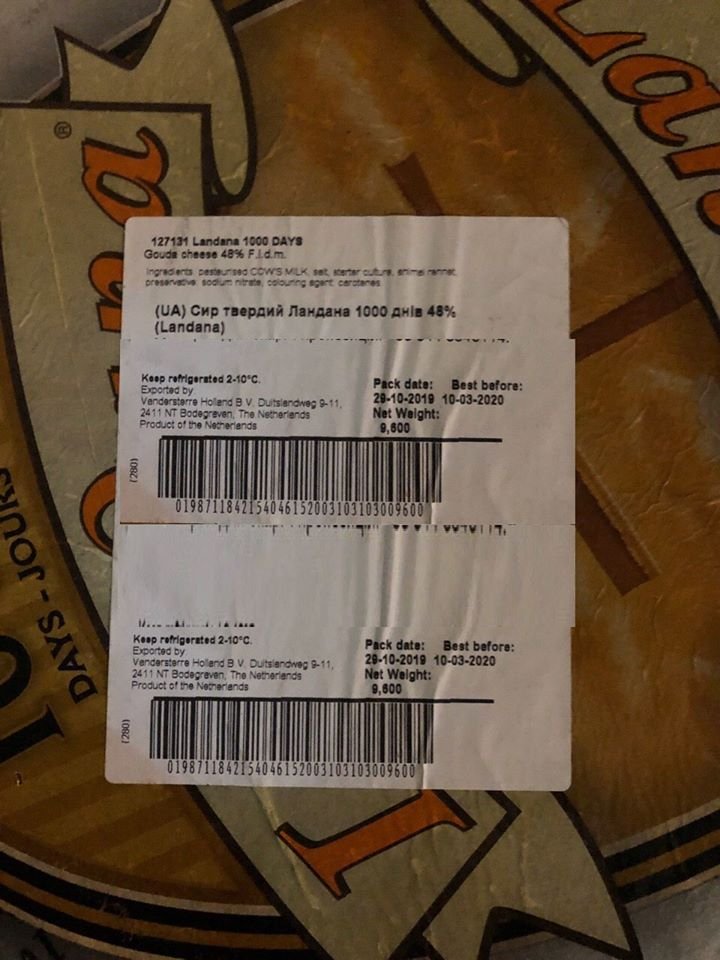 127131 Landana 1000 DAYS
Gouda cheese 48% F.i.d.m.
Ingredients: pasteurised COW'S MILK, salt, starter culture, animal rennet,
preservative: sodium nitrate, colouring agent: carotenes
(UA) Сир твердий Ландана 1000 днів 48%
(Landana)
Keep refrigerated 2-10°C.
Exported by
Vandersterre Holland B.V. Duitslandweg 9-11,
2411 NT Bodegraven, The Netherlands
Product of the Netherlands
Pack date: Best before:
29-10-2019 10-03-2020
Net Weight:
9,600
(280)
01987118421540461520031031030096​00
Keep refrigerated 2-10°C.
Exported by
Vandersterre Holland B.V. Duitslandweg 9-11,
2411 NT Bodegraven, The Netherlands
Product of the Netherlands
Pack date: Best before:
29-10-2019 10-03-2020
Net Weight:
9,600
(280)
0198711842154046152003103103009600
DAYS - JOURS